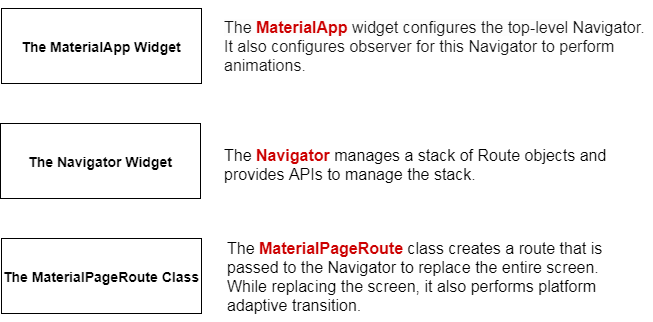 The MaterialApp Widget
The MaterialApp widget configures the top-level Navigator.
It also configures observer for this Navigator to perform
animations.
The Navigator Widget
The Navigator manages a stack of Route objects and
provides APIs to manage the stack.
The MaterialPageRoute Class
The MaterialPageRoute class creates a route that is
passed to the Navigator to replace the entire screen.
While replacing the screen, it also performs platform
adaptive transition.